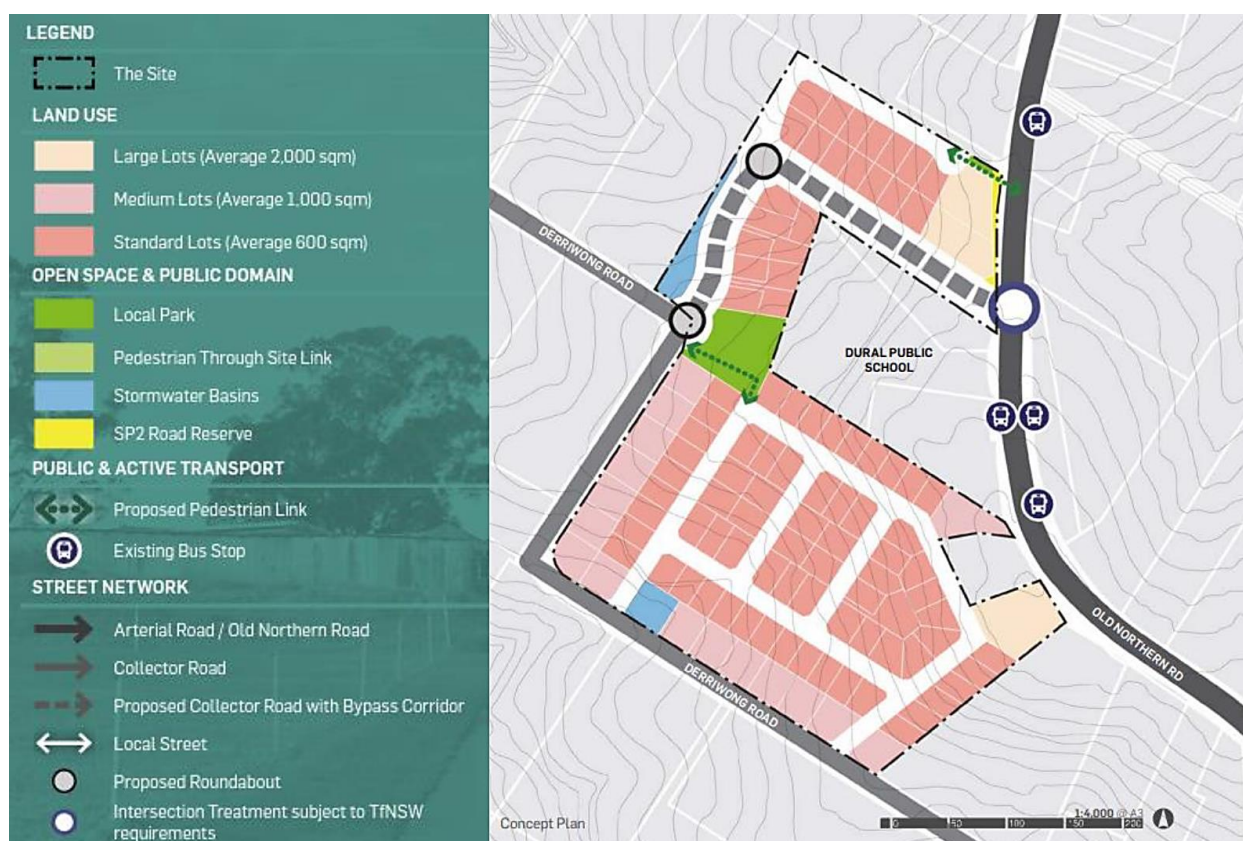 LEGEND
The Site
LAND USE
Large Lots (Average 2,000 sqm)
Medium Lots (Average 1,000 sqm)
Standard Lots (Average 600 sqm)
OPEN SPACE & PUBLIC DOMAIN
Local Park
Pedestrian Through Site Link
Stormwater Basins
SP2 Road Reserve
PUBLIC & ACTIVE TRANSPORT
Proposed Pedestrian Link
Existing Bus Stop
STREET NETWORK
Arterial Road / Old Northern Road
Collector Road
Proposed Collector Road with Bypass Corridor
Local Street
Proposed Roundabout
Intersection Treatment subject to TfNSW
requirements
DERRIWONG ROAD
DURAL PUBLIC
SCHOOL
OLD NORTHERN RD
DERRIWONG ROAD
Concept Plan
1:4,000 @ A3
0 50 100 150 200